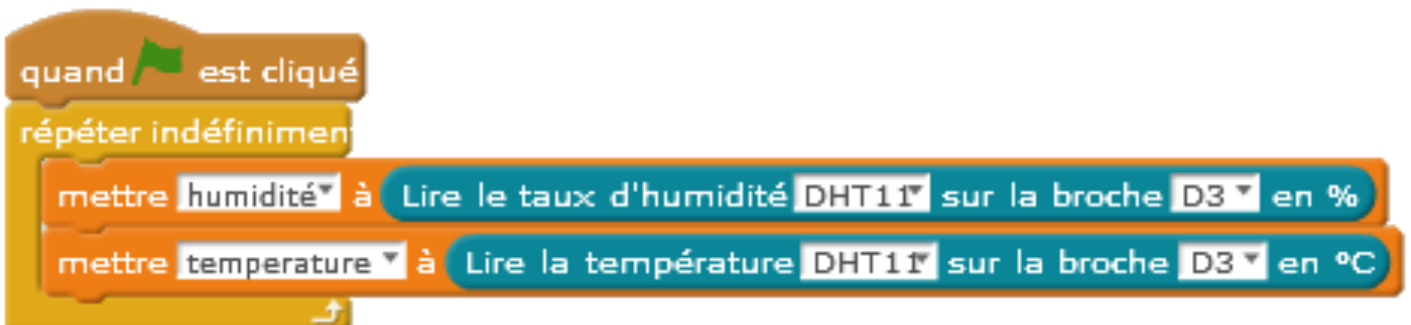 quand est cliqué
répéter indéfiniment
mettre humidité à Lire le taux d'humidité DHT11 sur la broche D3 en %
mettre temperature à Lire la température DHT11 sur la broche D3 en °C